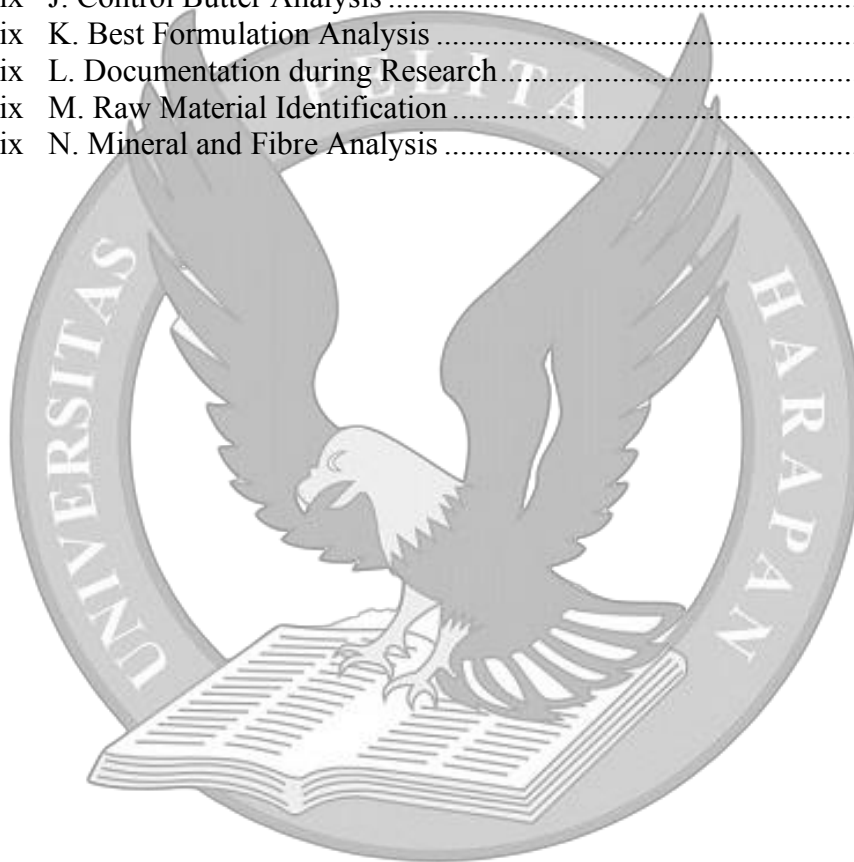 ix J. Control Butter Analysis ........................................................
ix K. Best Formulation Analysis ..................................................
ix L. Documentation during Research ..........................................
ix M. Raw Material Identification ................................................
ix N. Mineral and Fibre Analysis .................................................
UNIVERSITAS PELITA HARAPAN